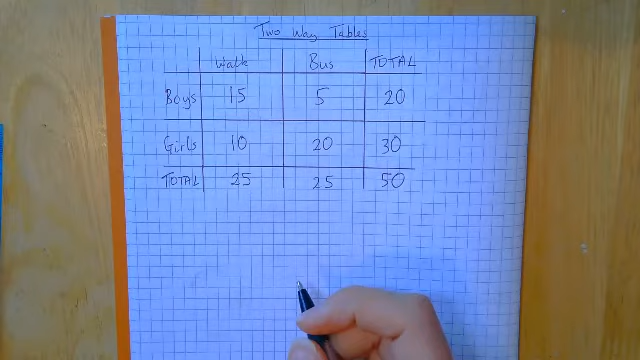 Two Way Tables
Walk Bus TOTAL
Boys 15 5 20
Girls 10 20 30
TOTAL 25 25 50